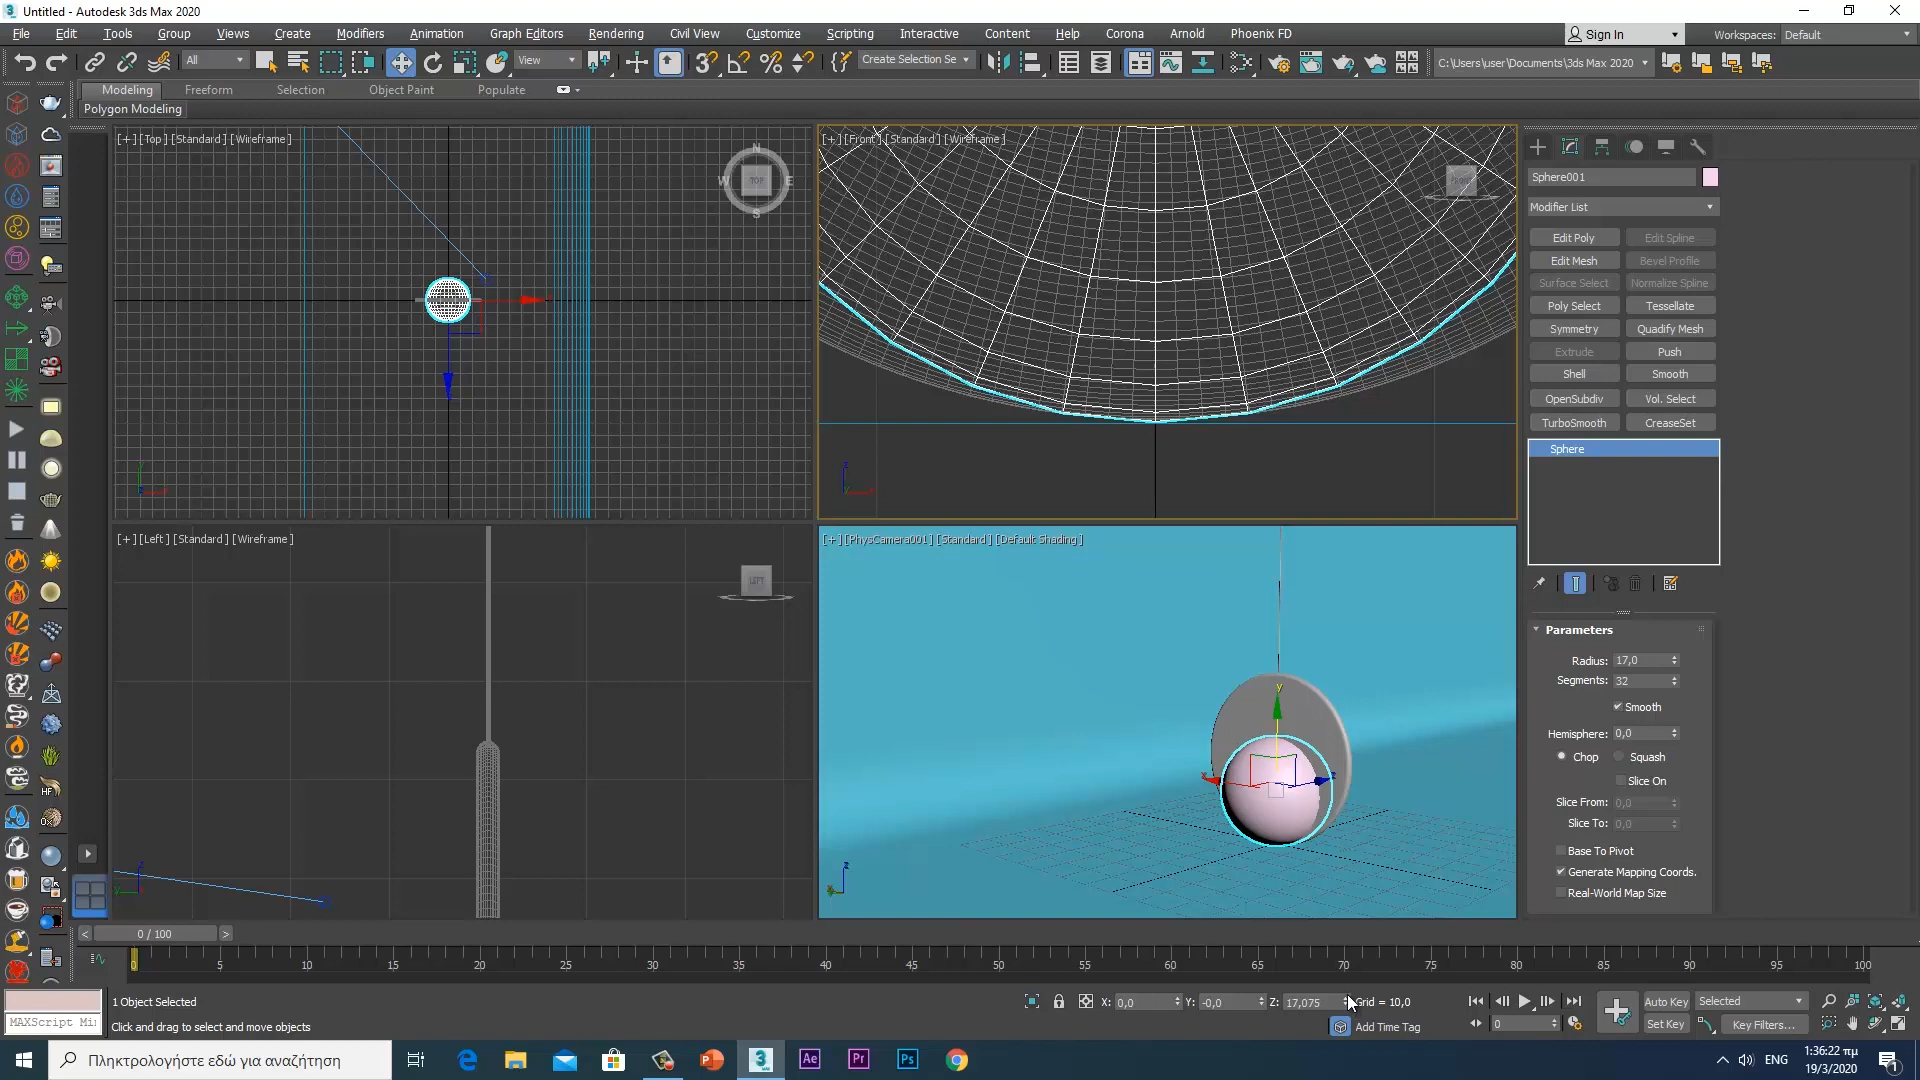 Untitled - Autodesk 3ds Max 2020
File Edit Tools Group Views Create Modifiers Animation Graph Editors Rendering Civil View Customize Scripting Interactive Content Help Corona Arnold Phoenix FD
Sign In
Workspaces: Default
All
View
Create Selection Se
C:\Users\user\Documents\3ds Max 2020
Modeling Freeform Selection Object Paint Populate
Polygon Modeling
[+] [Top] [Standard] [Wireframe]
N
W TOP E
S
[+] [Front] [Standard] [Wireframe]
FRONT
Sphere001
Modifier List
Edit Poly Edit Spline
Edit Mesh Bevel Profile
Surface Select Normalize Spline
Poly Select Tessellate
Symmetry Quadify Mesh
Extrude Push
Shell Smooth
OpenSubdiv Vol. Select
TurboSmooth CreaseSet
Sphere
[+] [Left] [Standard] [Wireframe]
LEFT
[+] [PhysCamera001] [Standard] [Default Shading]
y
x
z
Parameters
Radius: 17,0
Segments: 32
Smooth
Hemisphere: 0,0
Chop Squash
Slice On
Slice From: 0,0
Slice To: 0,0
Base To Pivot
Generate Mapping Coords.
Real-World Map Size
HF
< 0 / 100 >
0 5 10 15 20 25 30 35 40 45 50 55 60 65 70 75 80 85 90 95 100
1 Object Selected
X: 0,0 Y: -0,0 Z: 17,075 Grid = 10,0
Auto Key Selected
MAXScript Mi
Click and drag to select and move objects
Add Time Tag
0
Set Key Key Filters...
Πληκτρολογήστε εδώ για αναζήτηση
Ae Pr Ps
ENG
1:36:22 πμ
19/3/2020
1